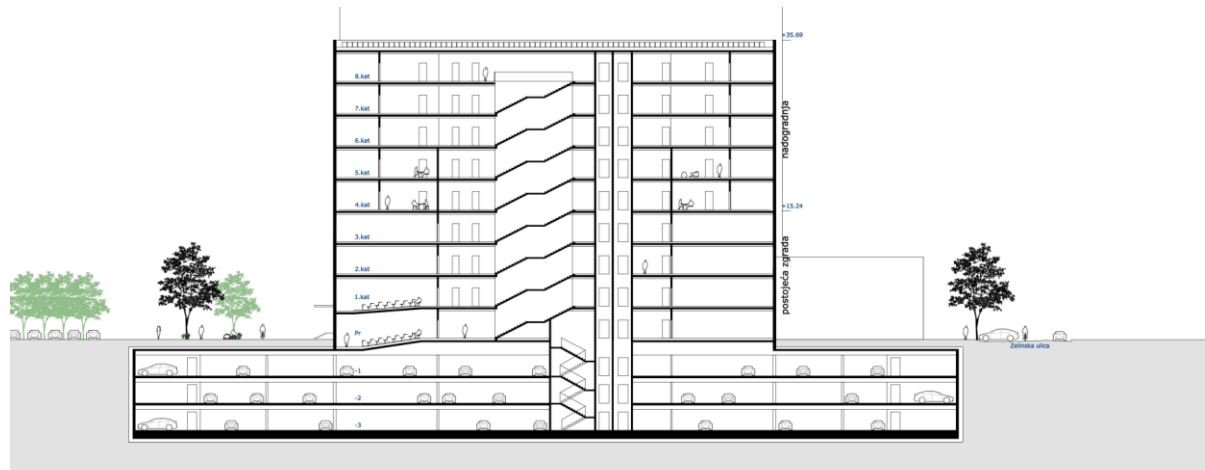 +35.69
8.kat
7.kat
6.kat
nadogradnja
5.kat
4.kat
+15.24
3.kat
postojeća zgrada
2.kat
1.kat
Pr
Zelinska ulica
-1
-2
-3